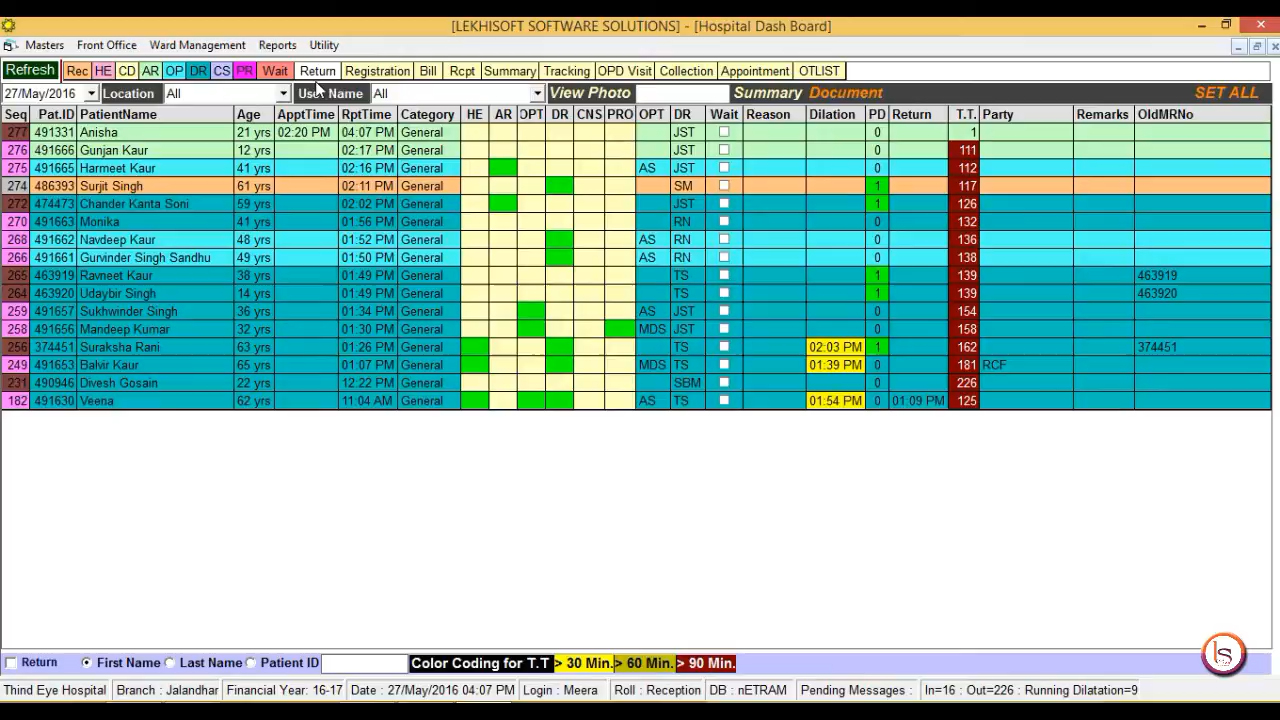 [LEKHISOFT SOFTWARE SOLUTIONS] - [Hospital Dash Board]
Masters Front Office Ward Management Reports Utility
Refresh Rec HE CD AR OP DR CS PR Wait Return Registration Bill Rcpt Summary Tracking OPD Visit Collection Appointment OTLIST
27/May/2016 Location All User Name All View Photo Summary Document SET ALL
Seq Pat.ID PatientName Age ApptTime RptTime Category HE AR OPT DR CNS PRO OPT DR Wait Reason Dilation PD Return T.T. Party Remarks OldMRNo
277 491331 Anisha 21 yrs 02:20 PM 04:07 PM General JST 0 1
276 491666 Gunjan Kaur 12 yrs 02:17 PM General JST 0 111
275 491665 Harmeet Kaur 41 yrs 02:16 PM General AS JST 0 112
274 486393 Surjit Singh 61 yrs 02:11 PM General SM 1 117
272 474473 Chander Kanta Soni 59 yrs 02:02 PM General JST 1 126
270 491663 Monika 41 yrs 01:56 PM General RN 0 132
268 491662 Navdeep Kaur 48 yrs 01:52 PM General AS RN 0 136
266 491661 Gurvinder Singh Sandhu 49 yrs 01:50 PM General AS RN 0 138
265 463919 Ravneet Kaur 38 yrs 01:49 PM General TS 1 139 463919
264 463920 Udaybir Singh 14 yrs 01:49 PM General TS 1 139 463920
259 491657 Sukhwinder Singh 36 yrs 01:34 PM General AS JST 0 154
258 491656 Mandeep Kumar 32 yrs 01:30 PM General MDS JST 0 158
256 374451 Suraksha Rani 63 yrs 01:26 PM General TS 02:03 PM 1 162 374451
249 491653 Balvir Kaur 65 yrs 01:07 PM General MDS TS 01:39 PM 0 181 RCF
231 490946 Divesh Gosain 22 yrs 12:22 PM General SBM 0 226
182 491630 Veena 62 yrs 11:04 AM General AS TS 01:54 PM 0 01:09 PM 125
Return First Name Last Name Patient ID Color Coding for T.T > 30 Min. > 60 Min. > 90 Min.
ls
Third Eye Hospital Branch : Jalandhar Financial Year: 16-17 Date : 27/May/2016 04:07 PM Login : Meera Roll : Reception DB : nETRAM Pending Messages : In=16 : Out=226 : Running Dilatation=9